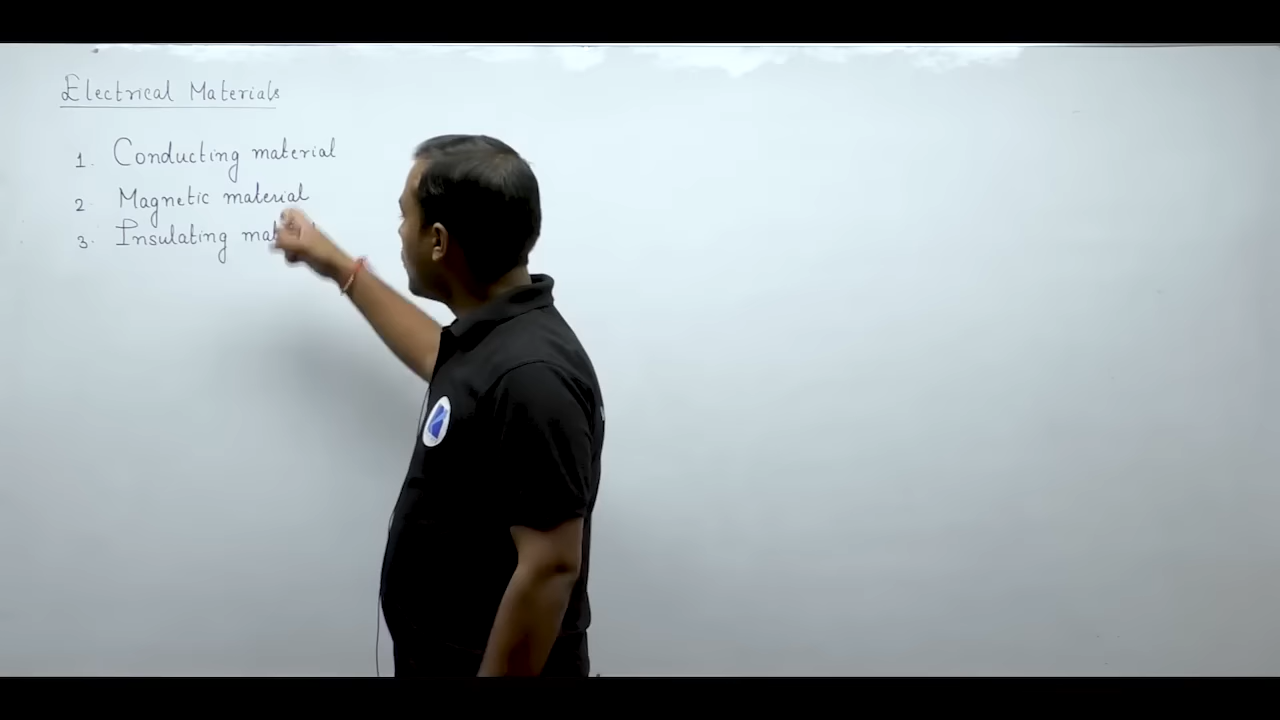 Electrical Materials
1. Conducting material
2. Magnetic material
3. Insulating